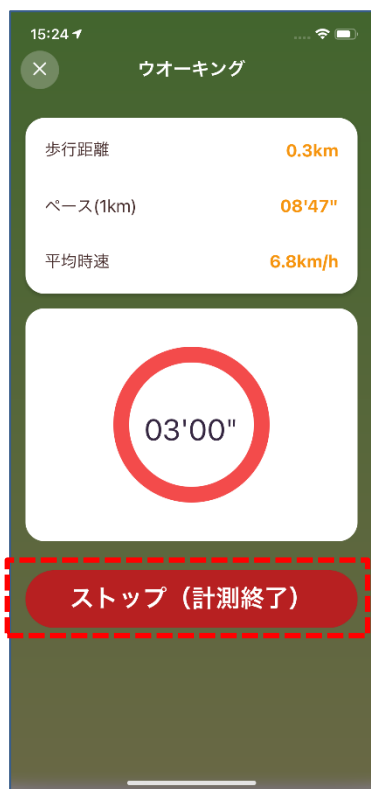 15:24
ウオーキング
歩行距離 0.3km
ペース(1km) 08'47"
平均時速 6.8km/h
03'00"
ストップ（計測終了）